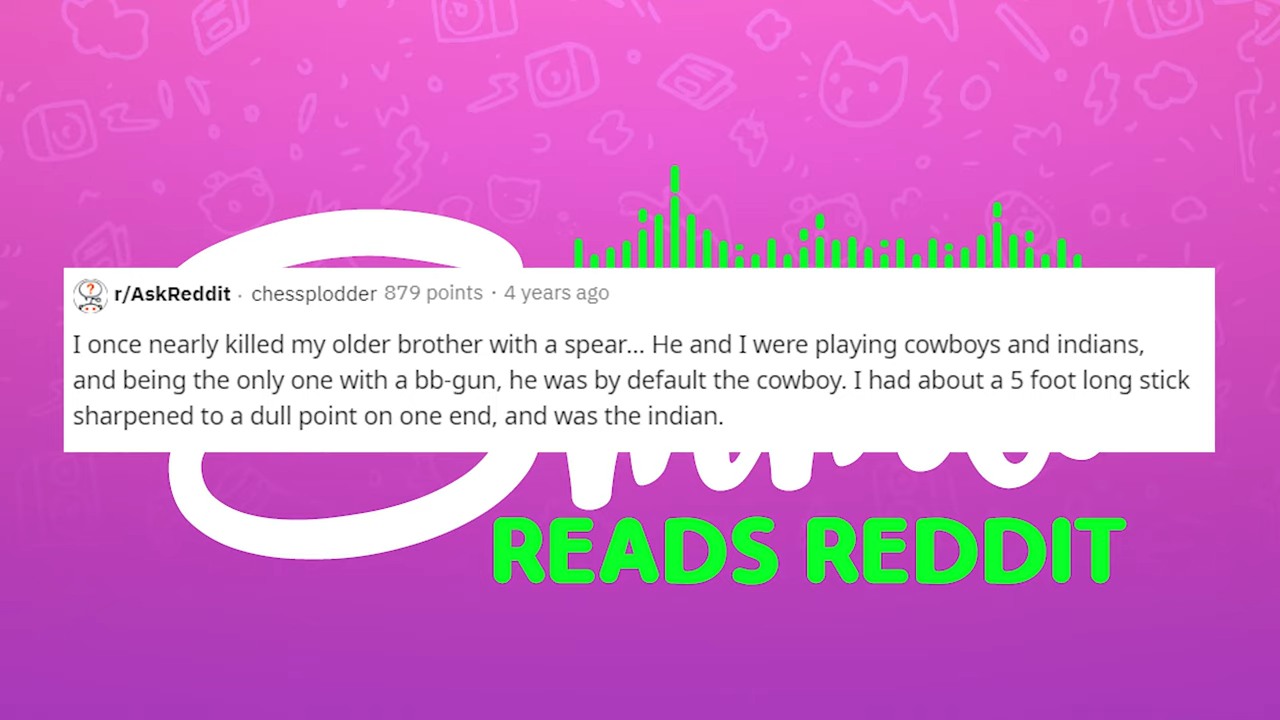 r/AskReddit · chessplodder 879 points · 4 years ago
I once nearly killed my older brother with a spear... He and I were playing cowboys and indians,
and being the only one with a bb-gun, he was by default the cowboy. I had about a 5 foot long stick
sharpened to a dull point on one end, and was the indian.
READS REDDIT